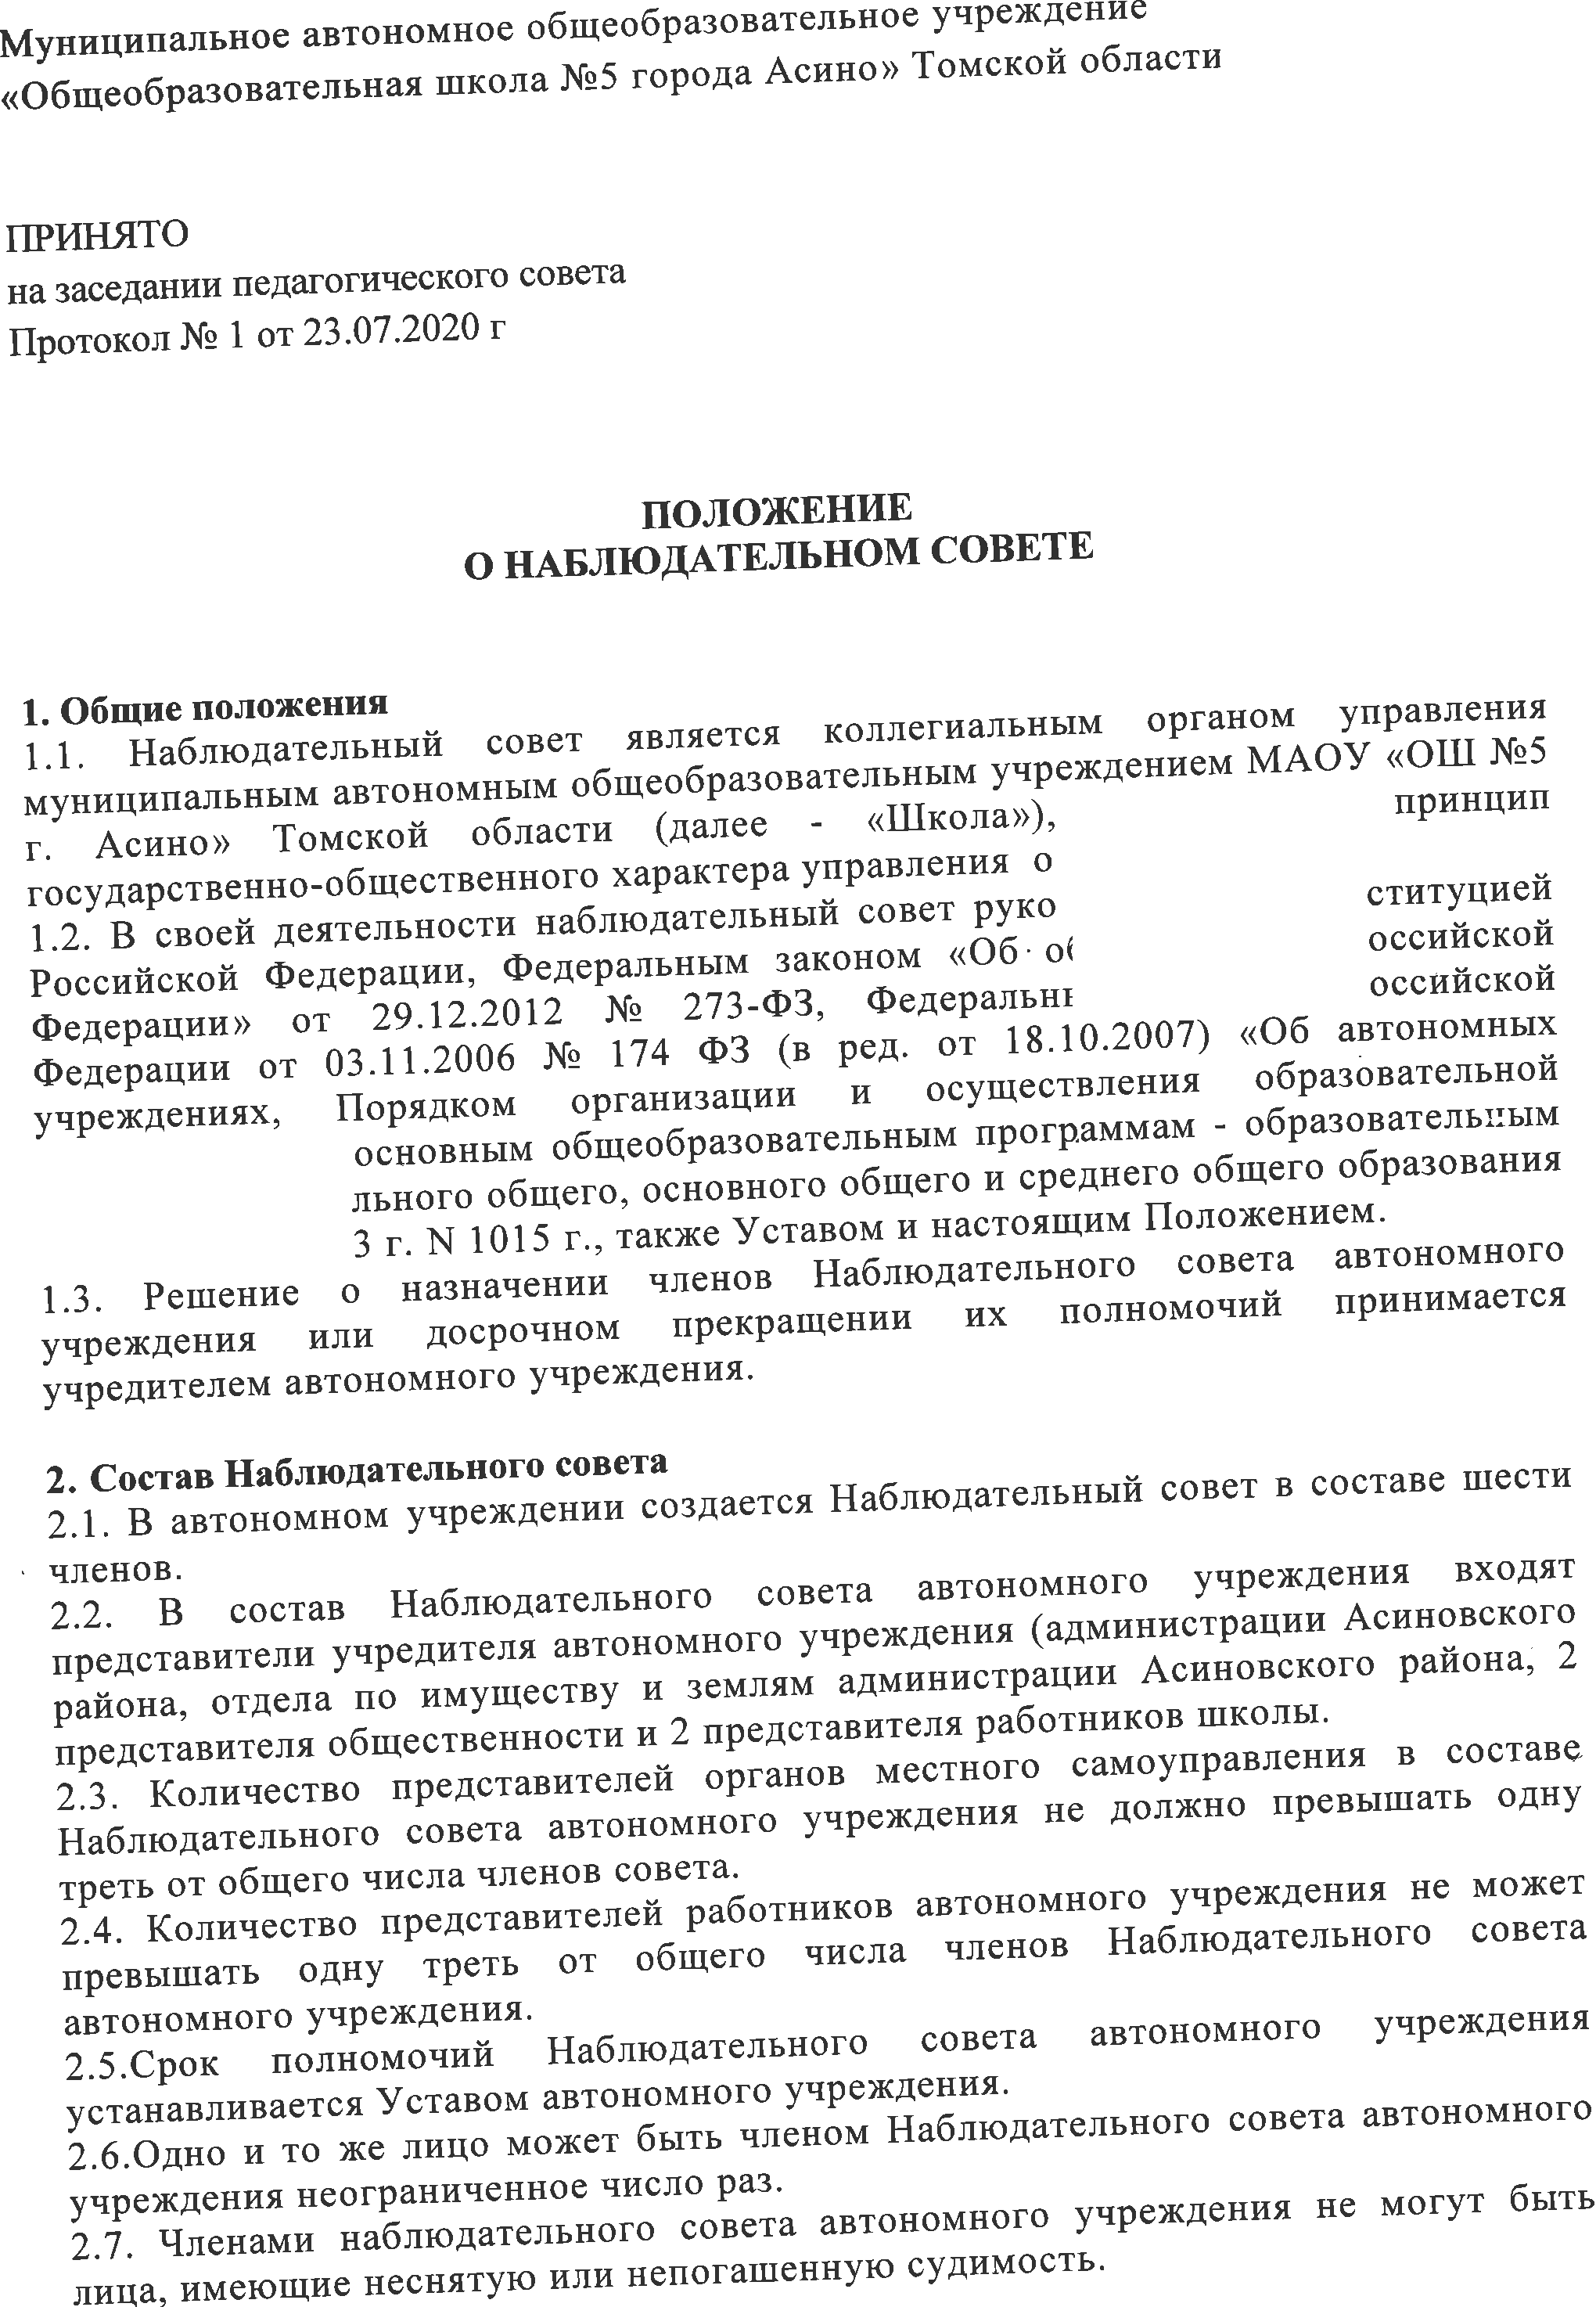 Муниципальное автономное общеобразовательное учреждение
«Общеобразовательная школа №5 города Асино» Томской области
ПРИНЯТО
на заседании педагогического совета
Протокол № 1 от 23.07.2020 г
ПОЛОЖЕНИЕ
О НАБЛЮДАТЕЛЬНОМ СОВЕТЕ
1. Общие положения
1.1. Наблюдательный совет является коллегиальным органом управления
муниципальным автономным общеобразовательным учреждением МАОУ «ОШ №5
г. Асино» Томской области (далее - «Школа»), принцип
государственно-общественного характера управления о
1.2. В своей деятельности наблюдательный совет руко ституцией
Российской Федерации, Федеральным законом «Об об оссийской
Федерации» от 29.12.2012 № 273-ФЗ, Федеральны оссийской
Федерации от 03.11.2006 № 174 ФЗ (в ред. от 18.10.2007) «Об автономных
учреждениях, Порядком организации и осуществления образовательной
основным общеобразовательным программам - образовательным
льного общего, основного общего и среднего общего образования
3 г. N 1015 г., также Уставом и настоящим Положением.
1.3. Решение о назначении членов Наблюдательного совета автономного
учреждения или досрочном прекращении их полномочий принимается
учредителем автономного учреждения.
2. Состав Наблюдательного совета
2.1. В автономном учреждении создается Наблюдательный совет в составе шести
членов.
2.2. В состав Наблюдательного совета автономного учреждения входят
представители учредителя автономного учреждения (администрации Асиновского
района, отдела по имуществу и землям администрации Асиновского района, 2
представителя общественности и 2 представителя работников школы.
2.3. Количество представителей органов местного самоуправления в составе
Наблюдательного совета автономного учреждения не должно превышать одну
треть от общего числа членов совета.
2.4. Количество представителей работников автономного учреждения не может
превышать одну треть от общего числа членов Наблюдательного совета
автономного учреждения.
2.5.Срок полномочий Наблюдательного совета автономного учреждения
устанавливается Уставом автономного учреждения.
2.6.Одно и то же лицо может быть членом Наблюдательного совета автономного
учреждения неограниченное число раз.
2.7. Членами наблюдательного совета автономного учреждения не могут быть
лица, имеющие неснятую или непогашенную судимость.